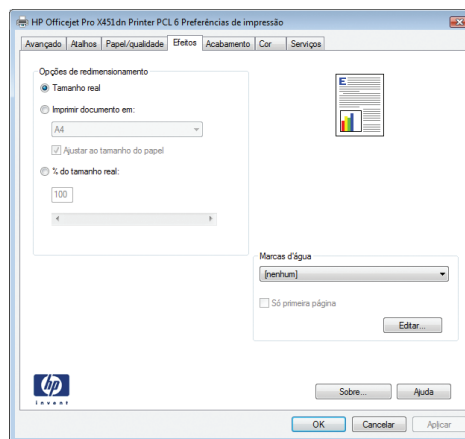 HP Officejet Pro X451dn Printer PCL 6 Preferências de impressão
Avançado Atalhos Papel/qualidade Efeitos Acabamento Cor Serviços
Opções de redimensionamento
Tamanho real
Imprimir documento em:
A4
Ajustar ao tamanho do papel
% do tamanho real:
100
E
Marcas d'água
[nenhum]
Só primeira página
Editar...
hp
invent
Sobre... Ajuda
OK Cancelar Aplicar